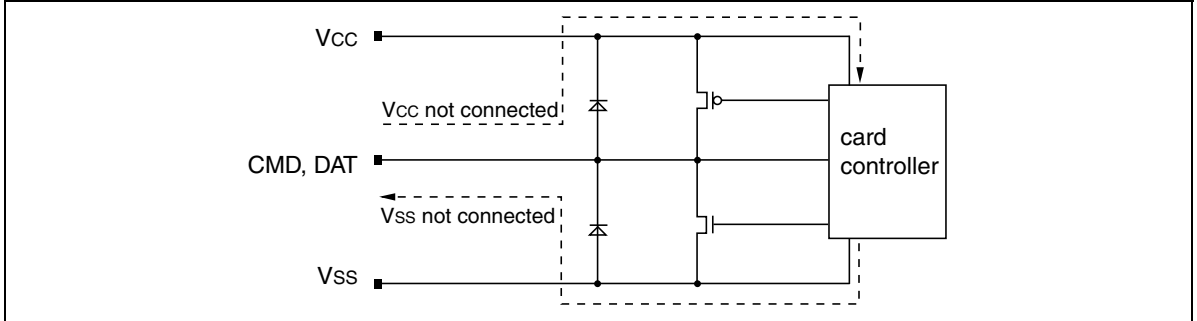 VCC
VCC not connected
CMD, DAT
VSS not connected
VSS
card
controller